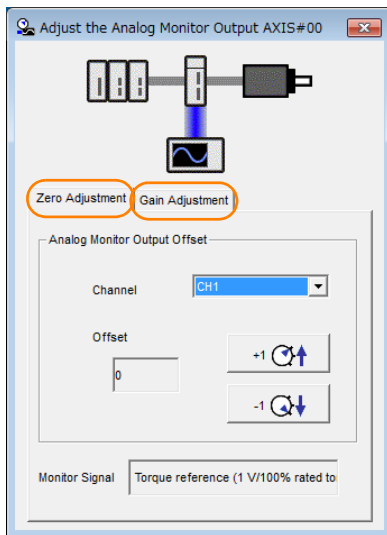 Adjust the Analog Monitor Output AXIS#00
Zero Adjustment
Gain Adjustment
Analog Monitor Output Offset
Channel
CH1
Offset
0
+1
-1
Monitor Signal
Torque reference (1 V/100% rated to